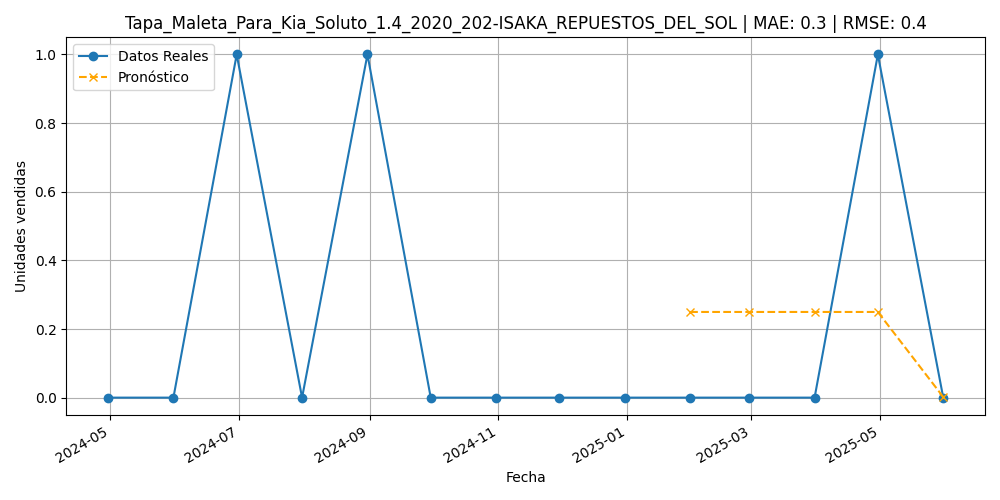 Tapa_Maleta_Para_Kia_Soluto_1.4_2020_202-ISAKA_REPUESTOS_DEL_SOL | MAE: 0.3 | RMSE: 0.4
Datos Reales
Pronóstico
Unidades vendidas
1.0
0.8
0.6
0.4
0.2
0.0
2024-05
2024-07
2024-09
2024-11
2025-01
2025-03
2025-05
Fecha